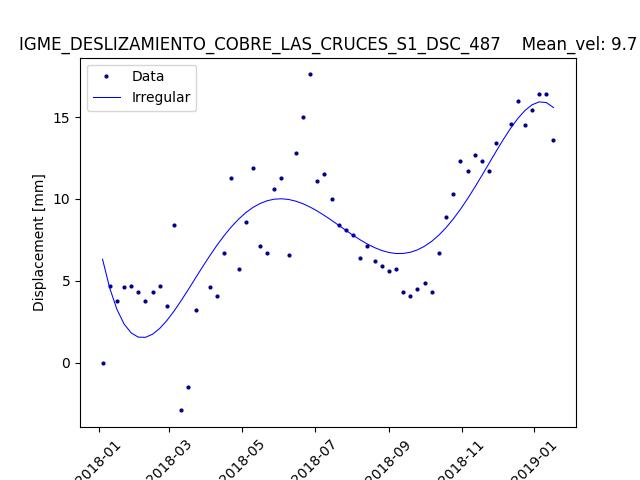 IGME_DESLIZAMIENTO_COBRE_LAS_CRUCES_S1_DSC_487 Mean_vel: 9.7
Data
Irregular
Displacement [mm]
15
10
5
0
2018-01
2018-03
2018-05
2018-07
2018-09
2018-11
2019-01